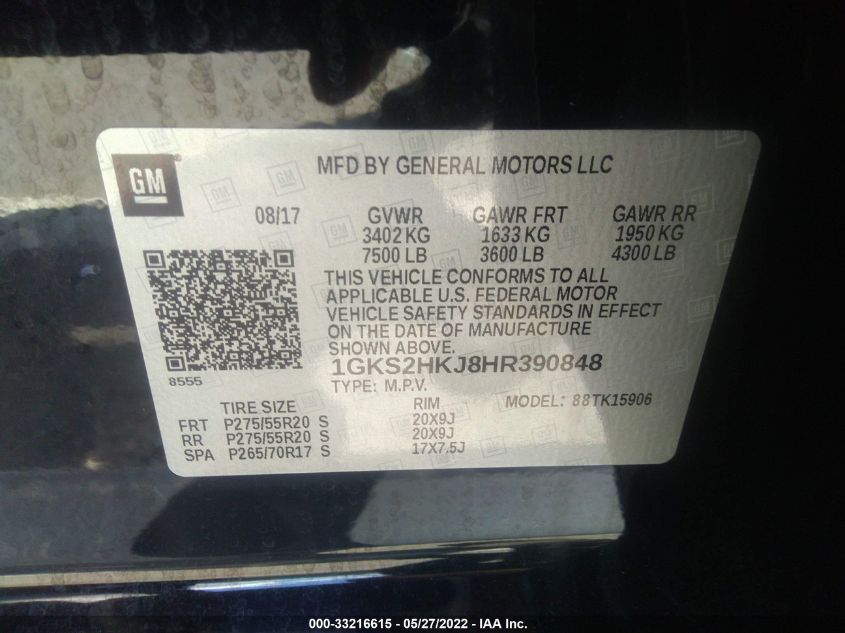 GM
MFD BY GENERAL MOTORS LLC
08/17 GVWR GAWR FRT GAWR RR
3402 KG 1633 KG 1950 KG
7500 LB 3600 LB 4300 LB
THIS VEHICLE CONFORMS TO ALL
APPLICABLE U.S. FEDERAL MOTOR
VEHICLE SAFETY STANDARDS IN EFFECT
ON THE DATE OF MANUFACTURE
SHOWN ABOVE.
8555
1GKS2HKJ8HR390848
TYPE: M.P.V. MODEL: 88TK15906
TIRE SIZE RIM
FRT P275/55R20 S 20X9J
RR P275/55R20 S 20X9J
SPA P265/70R17 S 17X7.5J
000-33216615 - 05/27/2022 - IAA Inc.